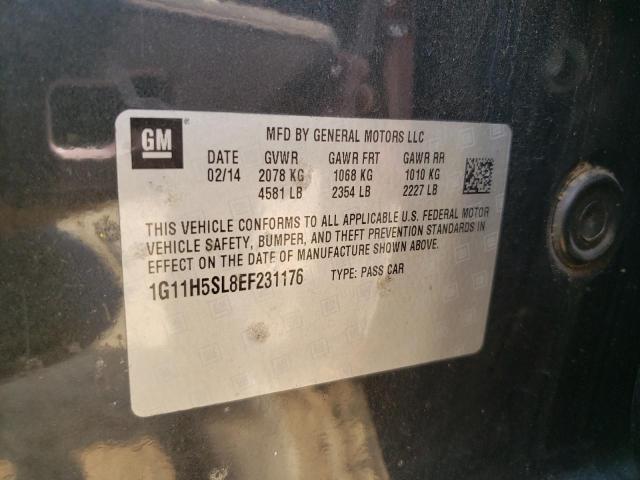 GM
MFD BY GENERAL MOTORS LLC
DATE GVWR GAWR FRT GAWR RR
02/14 2078 KG 1068 KG 1010 KG
4581 LB 2354 LB 2227 LB
THIS VEHICLE CONFORMS TO ALL APPLICABLE U.S. FEDERAL MOTOR
VEHICLE SAFETY, BUMPER, AND THEFT PREVENTION STANDARDS IN
EFFECT ON THE DATE OF MANUFACTURE SHOWN ABOVE.
1G11H5SL8EF231176 TYPE: PASS CAR